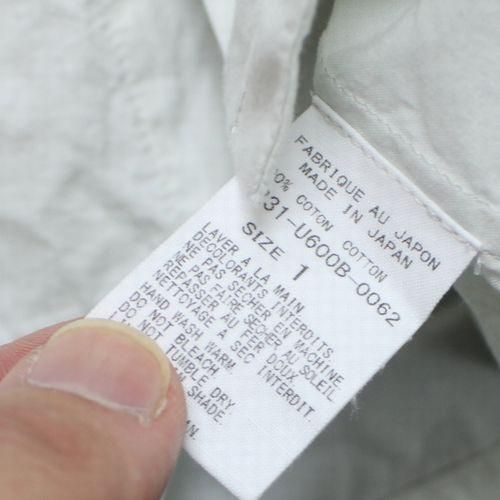 FABRIQUE AU JAPON
MADE IN JAPAN
COTON COTTON
31-U600B-0062
SIZE 1
LAVER A LA MAIN
DECOLORANTS INTERDITS
NE PAS SECHER EN MACHINE
NE PAS FAIRE SECHER AU SOLEIL
REPASSER AU FER DOUX
NETTOYAGE A SEC INTERDIT.
HAND WASH WARM.
DO NOT BLEACH.
DO NOT TUMBLE DRY.
SHADE.